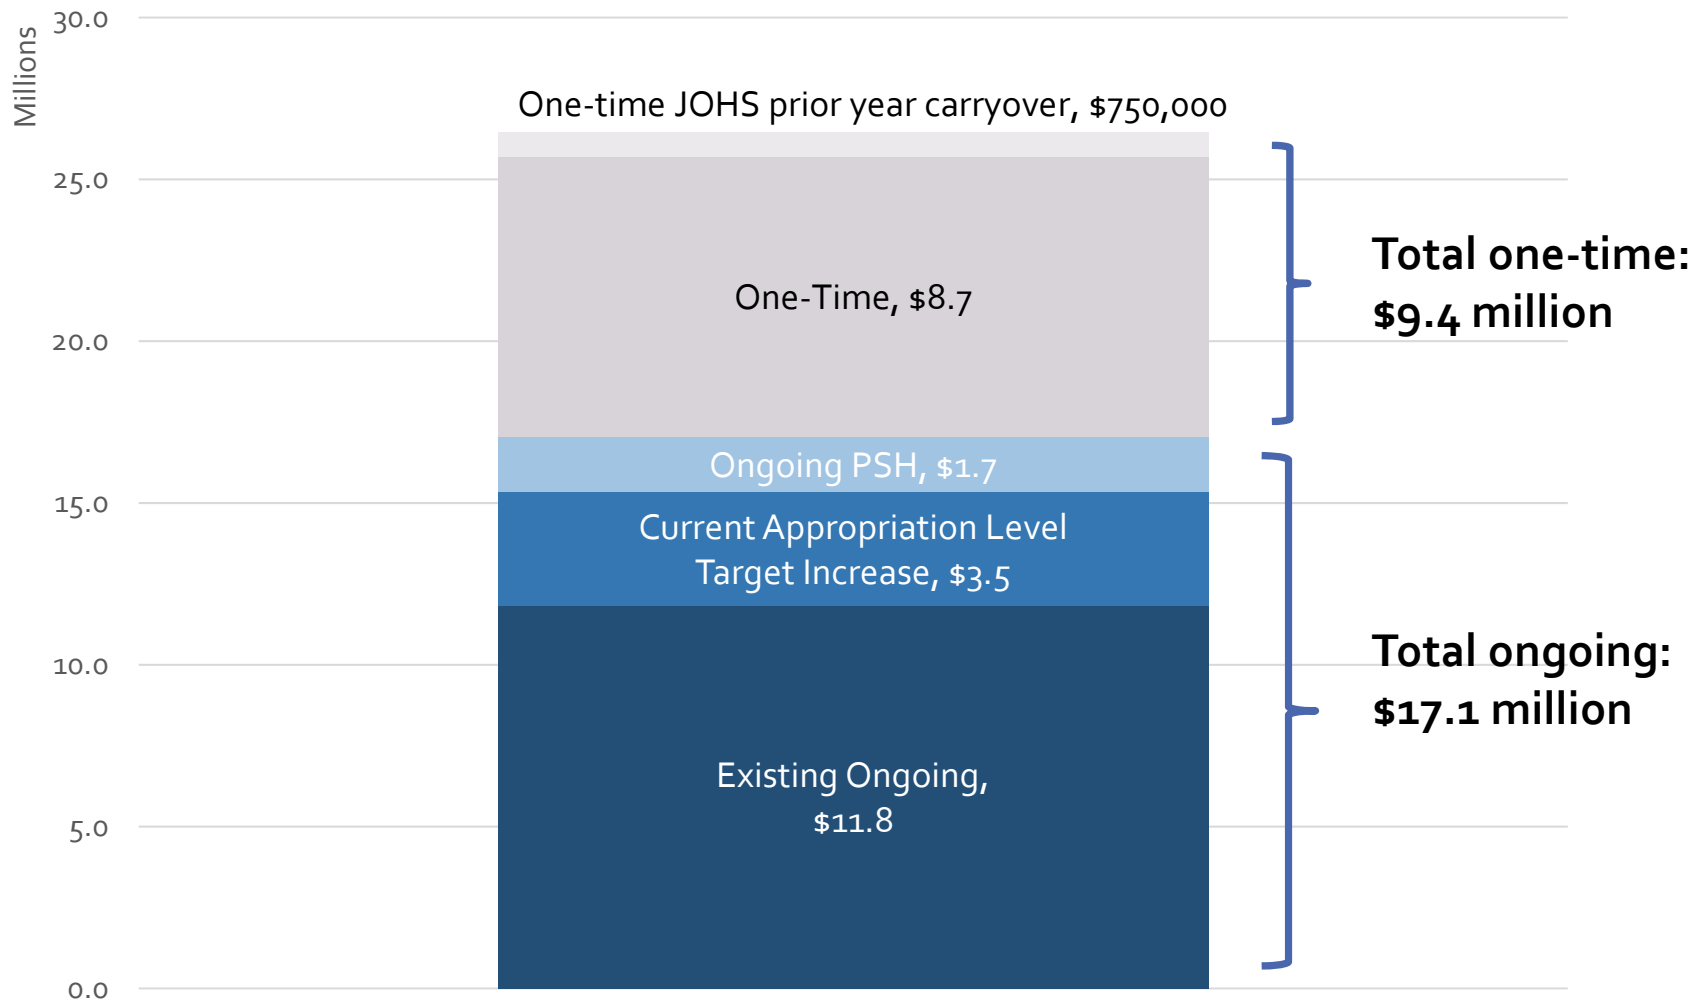 Millions
30.0
25.0
20.0
15.0
10.0
5.0
0.0
One-time JOHS prior year carryover, $750,000
One-Time, $8.7
Ongoing PSH, $1.7
Current Appropriation Level
Target Increase, $3.5
Existing Ongoing,
$11.8
Total one-time:
$9.4 million
Total ongoing:
$17.1 million